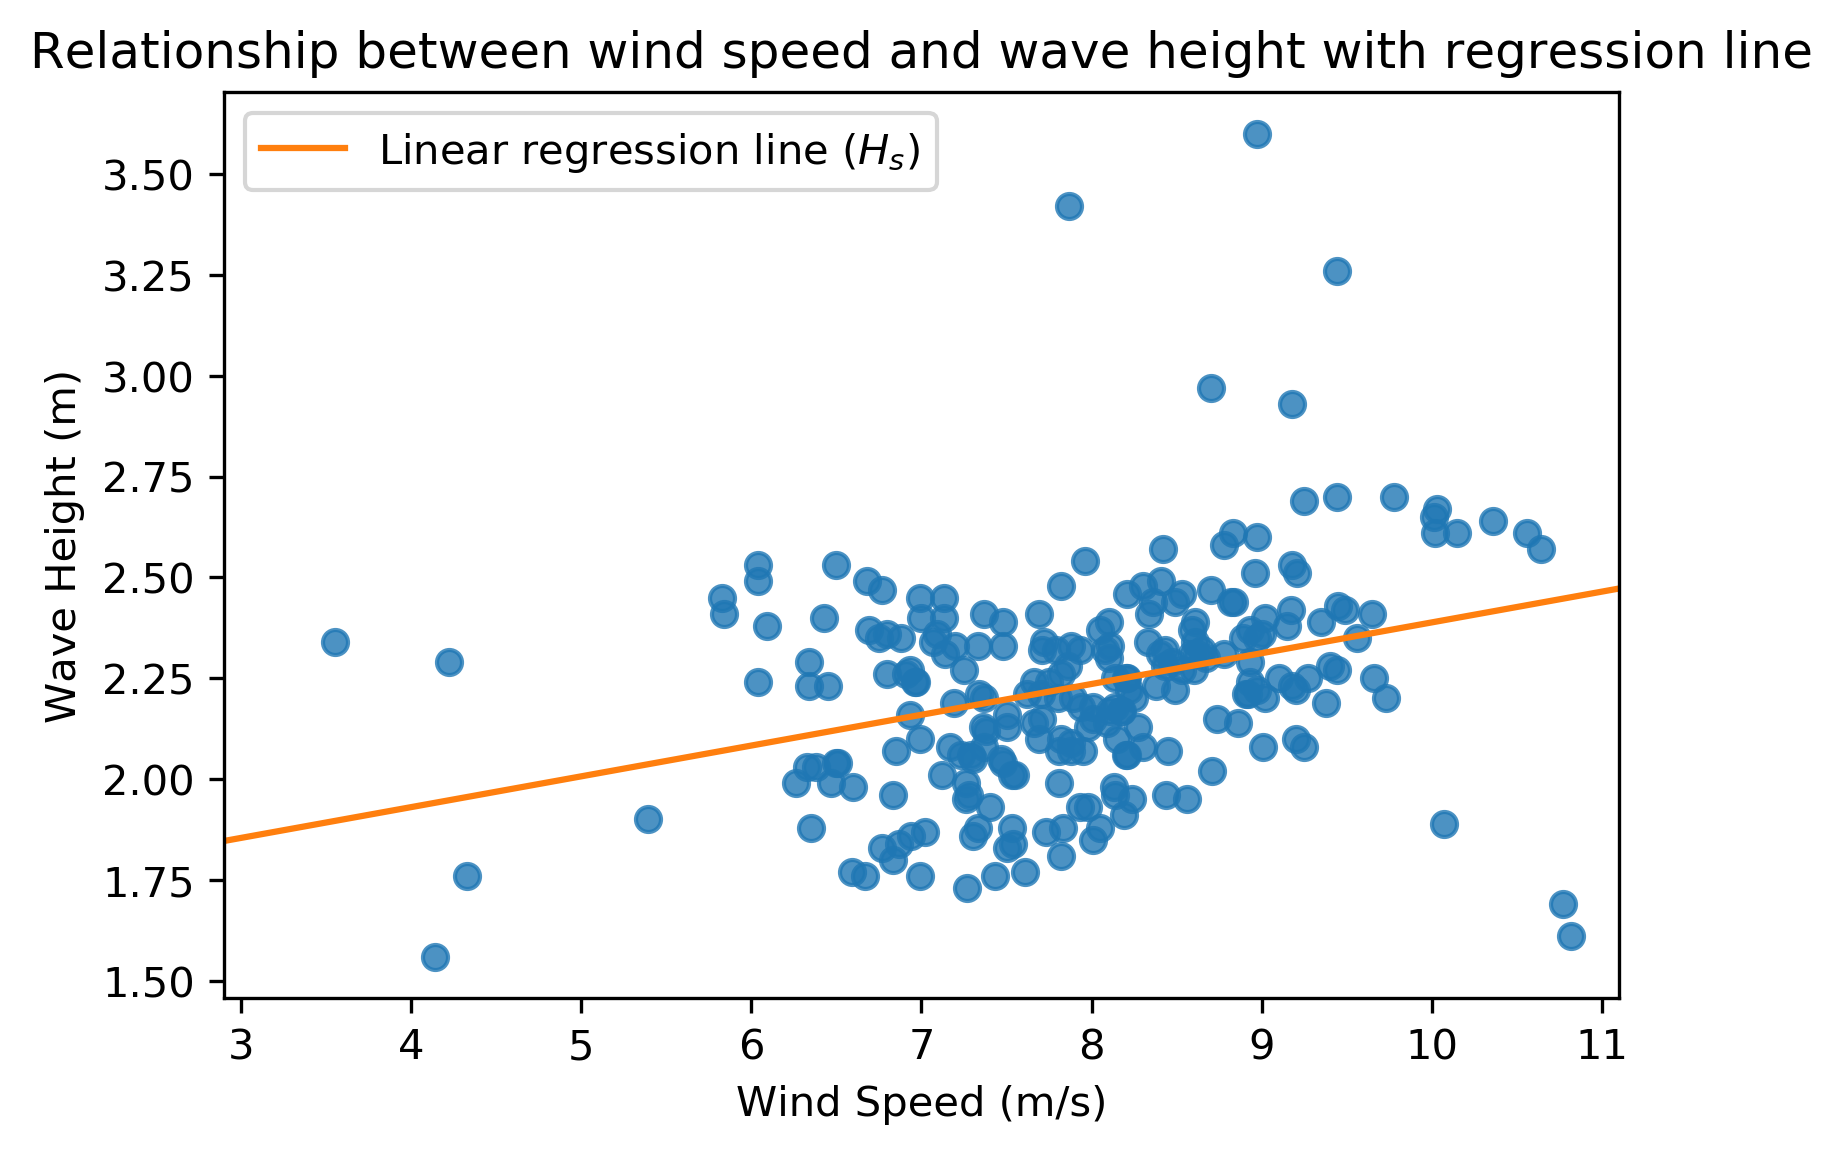 Relationship between wind speed and wave height with regression line
Linear regression line (H_s)
3.50
3.25
3.00
2.75
2.50
2.25
2.00
1.75
1.50
Wave Height (m)
3 4 5 6 7 8 9 10 11
Wind Speed (m/s)